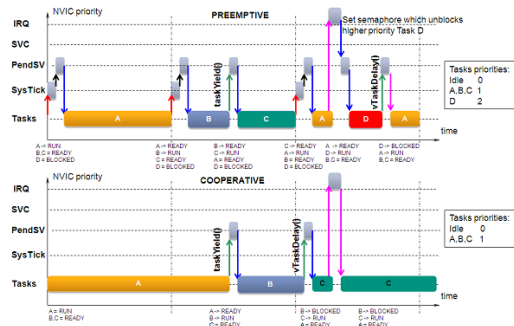 NVIC priority
PREEMPTIVE
IRQ
SVC
PendSV
SysTick
Tasks
Set semaphore which unblocks
higher priority Task D
taskYield()
vTaskDelay()
A
B
C
A
D
A
time
Tasks priorities:
Idle 0
A,B,C 1
D 2
A -> RUN
B,C = READY
D = BLOCKED
A -> READY
B -> RUN
C = READY
D = BLOCKED
B -> READY
C -> RUN
A = READY
D = BLOCKED
C -> READY
A -> RUN
B = READY
D = BLOCKED
A -> READY
D -> RUN
B,C = READY
D -> BLOCKED
A -> RUN
B,C = READY
NVIC priority
COOPERATIVE
IRQ
SVC
PendSV
SysTick
Tasks
taskYield()
vTaskDelay()
A
B
C
C
time
Tasks priorities:
Idle 0
A,B,C 1
A = RUN
B,C = READY
A -> READY
B -> RUN
C = READY
B -> BLOCKED
C -> RUN
A = READY
B -> BLOCKED
C -> RUN
A = READY